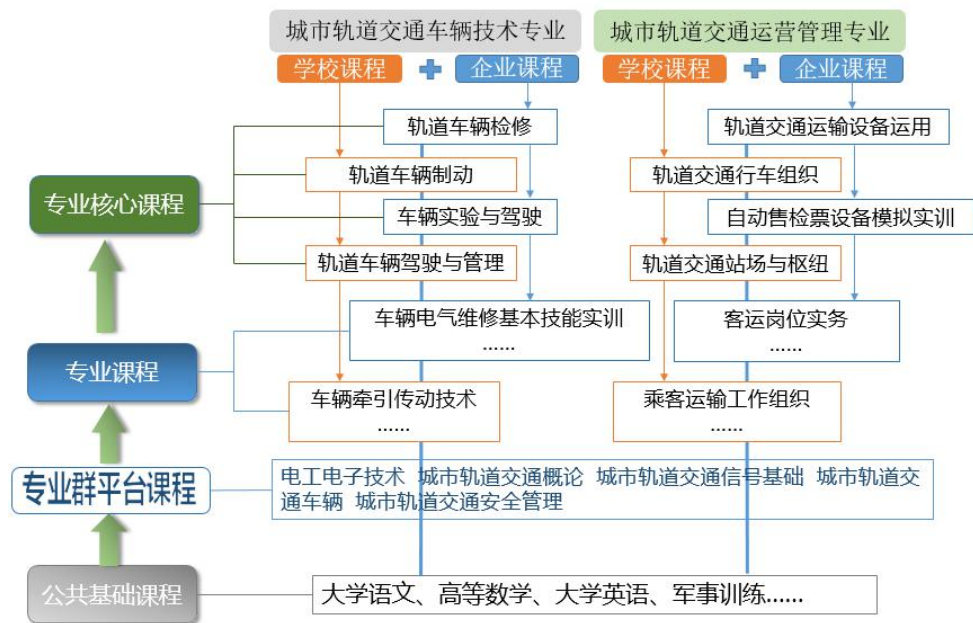 城市轨道交通车辆技术专业
城市轨道交通运营管理专业
学校课程
企业课程
学校课程
企业课程
轨道车辆检修
轨道交通运输设备运用
轨道车辆制动
轨道交通行车组织
专业核心课程
车辆实验与驾驶
自动售检票设备模拟实训
轨道车辆驾驶与管理
轨道交通站场与枢纽
车辆电气维修基本技能实训
……
客运岗位实务
……
专业课程
车辆牵引传动技术
……
乘客运输工作组织
……
专业群平台课程
电工电子技术 城市轨道交通概论 城市轨道交通信号基础 城市轨道交
通车辆 城市轨道交通安全管理
公共基础课程
大学语文、高等数学、大学英语、军事训练……